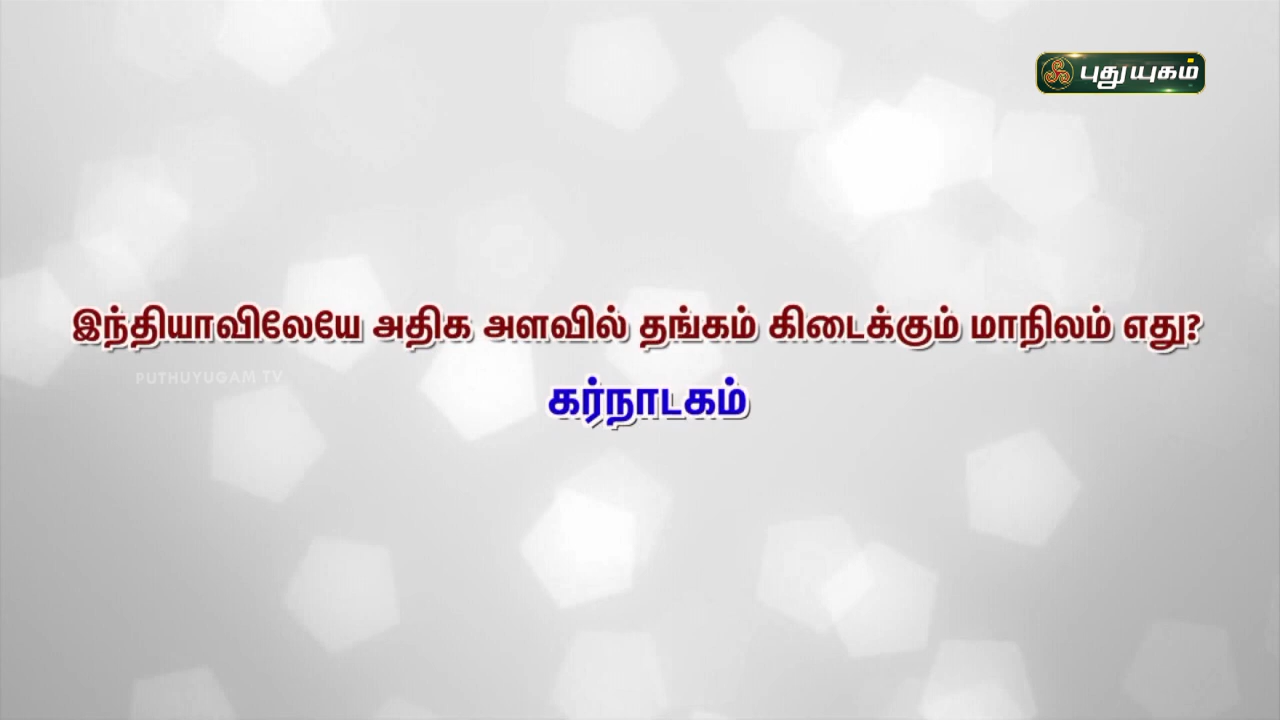 புதுயுகம்
இந்தியாவிலேயே அதிக அளவில் தங்கம் கிடைக்கும் மாநிலம் எது?
PUTHUYUGAM TV
கர்நாடகம்